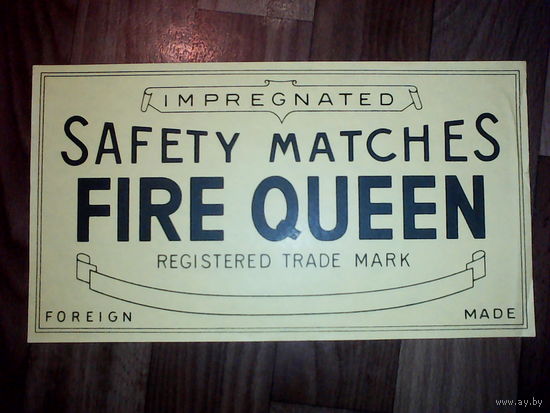 IMPREGNATED
SAFETY MATCHES
FIRE QUEEN
REGISTERED TRADE MARK
FOREIGN MADE
www.ay.by